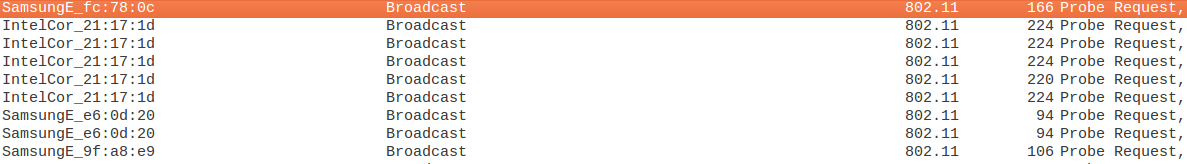 SamsungE_fc:78:0c Broadcast 802.11 166 Probe Request,
IntelCor_21:17:1d Broadcast 802.11 224 Probe Request,
IntelCor_21:17:1d Broadcast 802.11 224 Probe Request,
IntelCor_21:17:1d Broadcast 802.11 224 Probe Request,
IntelCor_21:17:1d Broadcast 802.11 220 Probe Request,
IntelCor_21:17:1d Broadcast 802.11 224 Probe Request,
SamsungE_e6:0d:20 Broadcast 802.11 94 Probe Request,
SamsungE_e6:0d:20 Broadcast 802.11 94 Probe Request,
SamsungE_9f:a8:e9 Broadcast 802.11 106 Probe Request,